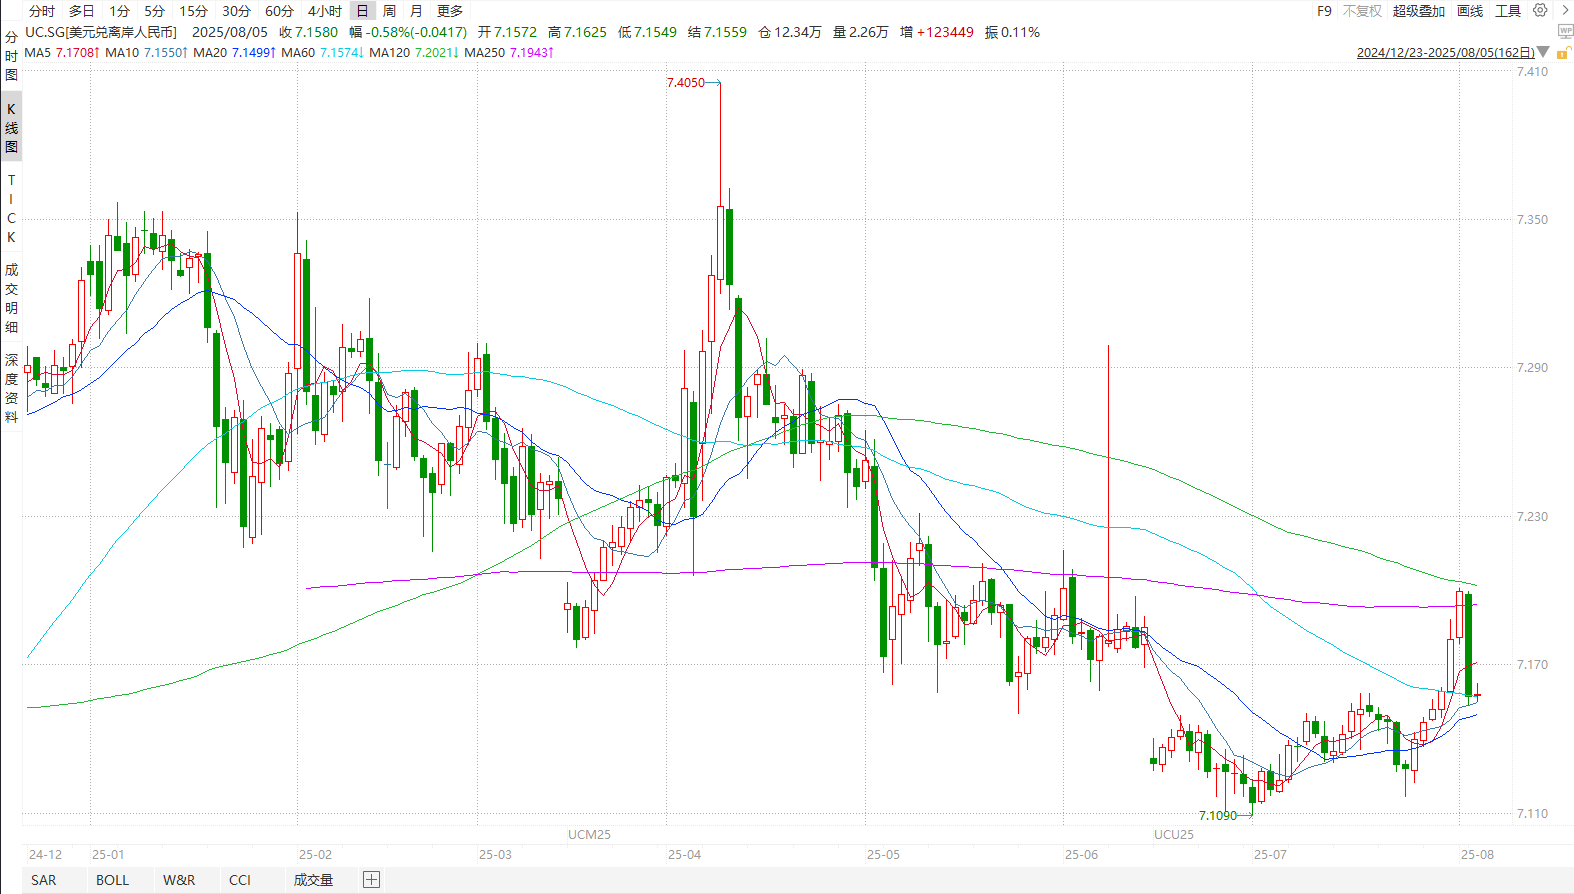 分时 多日 1分 5分 15分 30分 60分 4小时 日 周 月 更多 F9 不复权 超级叠加 画线 工具
UC.SG[美元兑离岸人民币] 2025/08/05 收 7.1580 幅 -0.58%(-0.0417) 开 7.1572 高 7.1625 低 7.1549 结 7.1559 仓 12.34万 量 2.26万 增 +123449 振 0.11%
MA5 7.1708↑ MA10 7.1550↑ MA20 7.1499↑ MA60 7.1574↓ MA120 7.2021↓ MA250 7.1943↑
2024/12/23-2025/08/05(162日)
WP
分时图
K线图
TICK
成交明细
深度资料
7.410
7.4050
7.350
7.290
7.230
7.170
7.110
7.1090
UCM25 UCU25
24-12 25-01 25-02 25-03 25-04 25-05 25-06 25-07 25-08
SAR BOLL W&R CCI 成交量